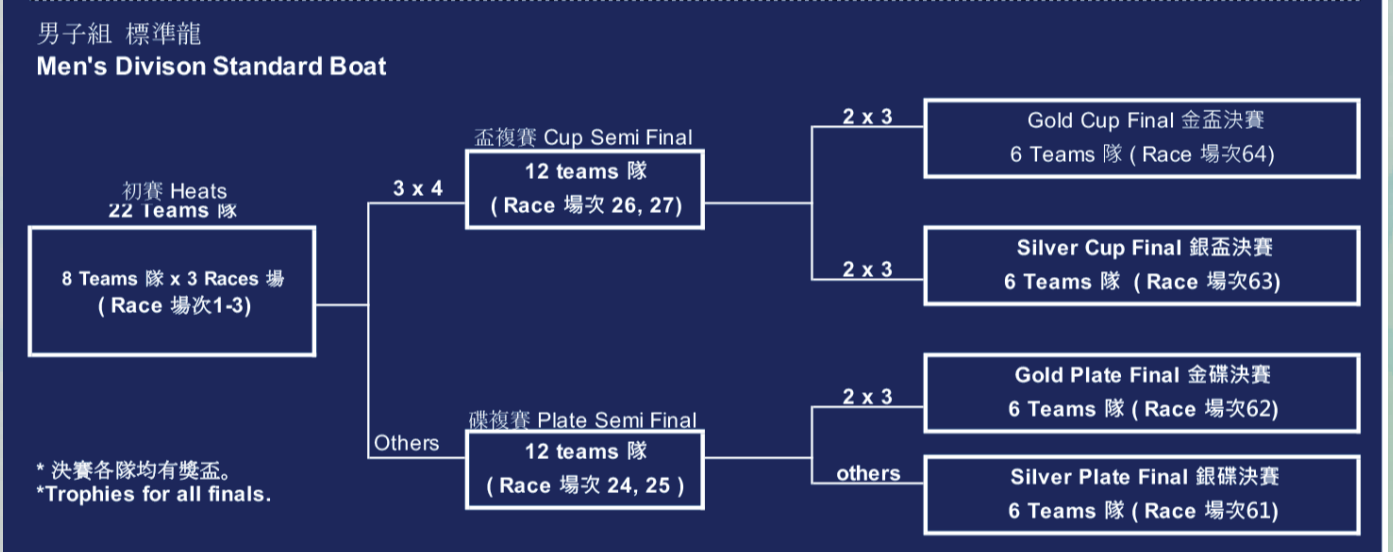 男子組 標準龍
Men's Divison Standard Boat
初賽 Heats
22 Teams 隊
8 Teams 隊 x 3 Races 場
( Race 場次1-3)
3 x 4
盃複賽 Cup Semi Final
12 teams 隊
( Race 場次 26, 27)
2 x 3
Gold Cup Final 金盃決賽
6 Teams 隊 ( Race 場次64)
2 x 3
Silver Cup Final 銀盃決賽
6 Teams 隊 ( Race 場次63)
Others
碟複賽 Plate Semi Final
12 teams 隊
( Race 場次 24, 25 )
2 x 3
Gold Plate Final 金碟決賽
6 Teams 隊 ( Race 場次62)
others
Silver Plate Final 銀碟決賽
6 Teams 隊 ( Race 場次61)
* 決賽各隊均有獎盃。
*Trophies for all finals.